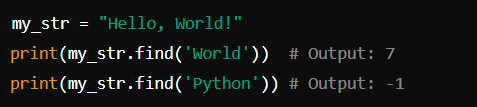 my_str = "Hello, World!"
print(my_str.find('World'))  # Output: 7
print(my_str.find('Python')) # Output: -1